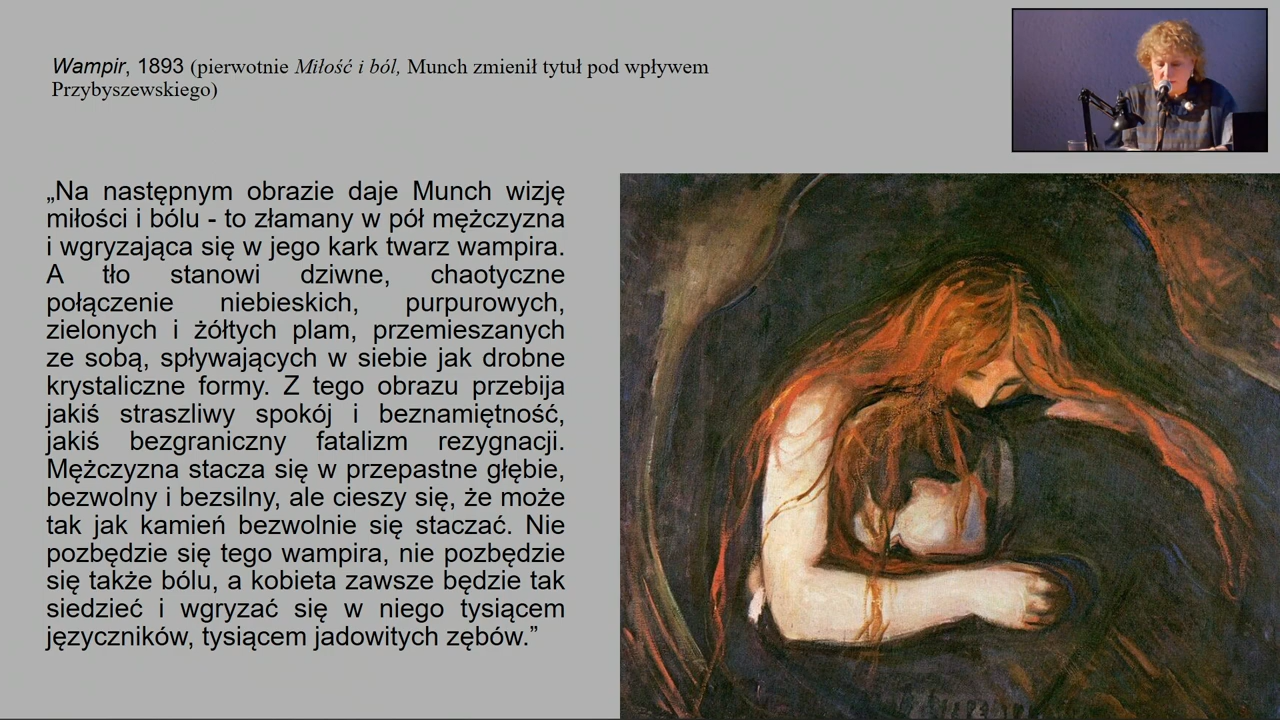 Wampir, 1893 (pierwotnie Miłość i ból, Munch zmienił tytuł pod wpływem
Przybyszewskiego)
„Na następnym obrazie daje Munch wizję
miłości i bólu - to złamany w pół mężczyzna
i wgryzająca się w jego kark twarz wampira.
A tło stanowi dziwne, chaotyczne
połączenie niebieskich, purpurowych,
zielonych i żółtych plam, przemieszanych
ze sobą, spływających w siebie jak drobne
krystaliczne formy. Z tego obrazu przebija
jakiś straszliwy spokój i beznamiętność,
jakiś bezgraniczny fatalizm rezygnacji.
Mężczyzna stacza się w przepastne głębie,
bezwolny i bezsilny, ale cieszy się, że może
tak jak kamień bezwolnie się staczać. Nie
pozbędzie się tego wampira, nie pozbędzie
się także bólu, a kobieta zawsze będzie tak
siedzieć i wgryzać się w niego tysiącem
języczników, tysiącem jadowitych zębów.”